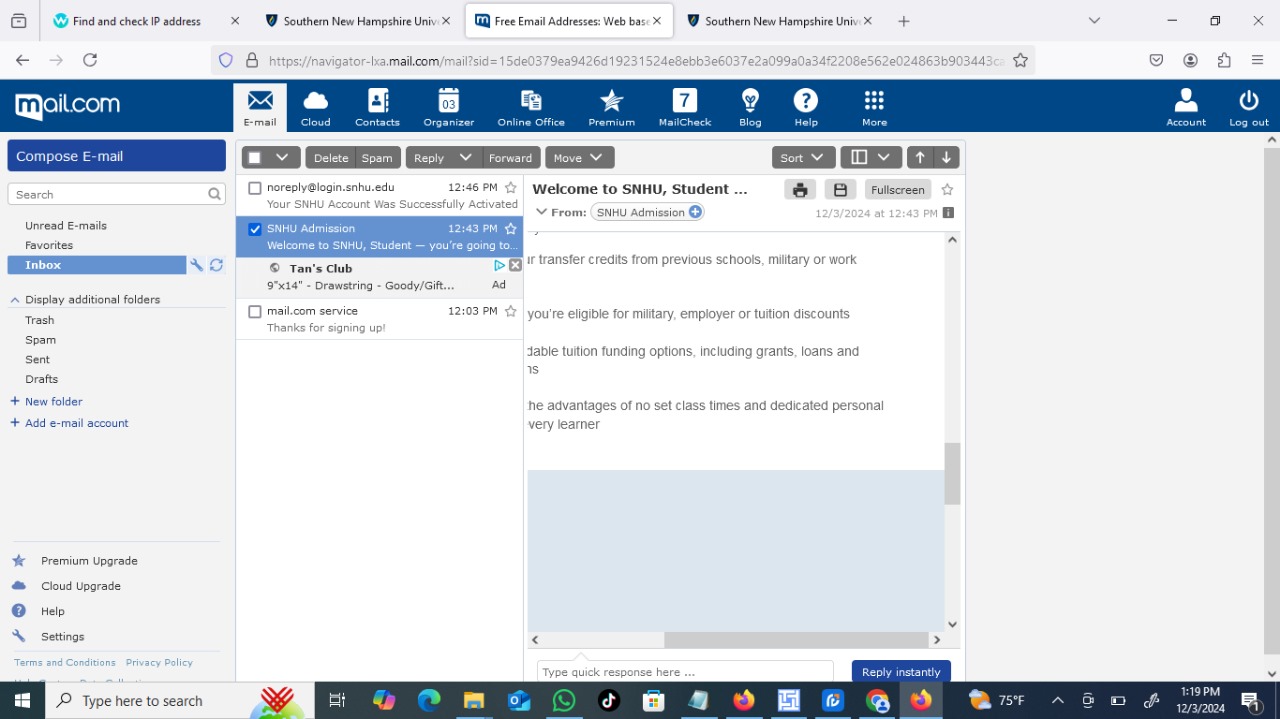 Find and check IP address
Southern New Hampshire Unive
Free Email Addresses: Web base
Southern New Hampshire Unive
https://navigator-lxa.mail.com/mail?sid=15de0379ea9426d19231524e8ebb3e6037e2a099a0a34f2208e562e024863b903443ca
mail.com
E-mail
Cloud
Contacts
03
Organizer
Online Office
Premium
7
MailCheck
Blog
Help
More
Account
Log out
Compose E-mail
Search
Unread E-mails
Favorites
Inbox
Display additional folders
Trash
Spam
Sent
Drafts
New folder
Add e-mail account
Premium Upgrade
Cloud Upgrade
Help
Settings
Terms and Conditions Privacy Policy
Delete Spam Reply Forward Move Sort
noreply@login.snhu.edu 12:46 PM
Your SNHU Account Was Successfully Activated
SNHU Admission 12:43 PM
Welcome to SNHU, Student — you're going to...
Tan's Club
9"x14" - Drawstring - Goody/Gift... Ad
mail.com service 12:03 PM
Thanks for signing up!
Welcome to SNHU, Student ... Fullscreen
From: SNHU Admission 12/3/2024 at 12:43 PM
transfer credits from previous schools, military or work
you're eligible for military, employer or tuition discounts
tuition funding options, including grants, loans and
the advantages of no set class times and dedicated personal
learner
Type quick response here ... Reply instantly
Type here to search
75°F
1:19 PM
12/3/2024
1